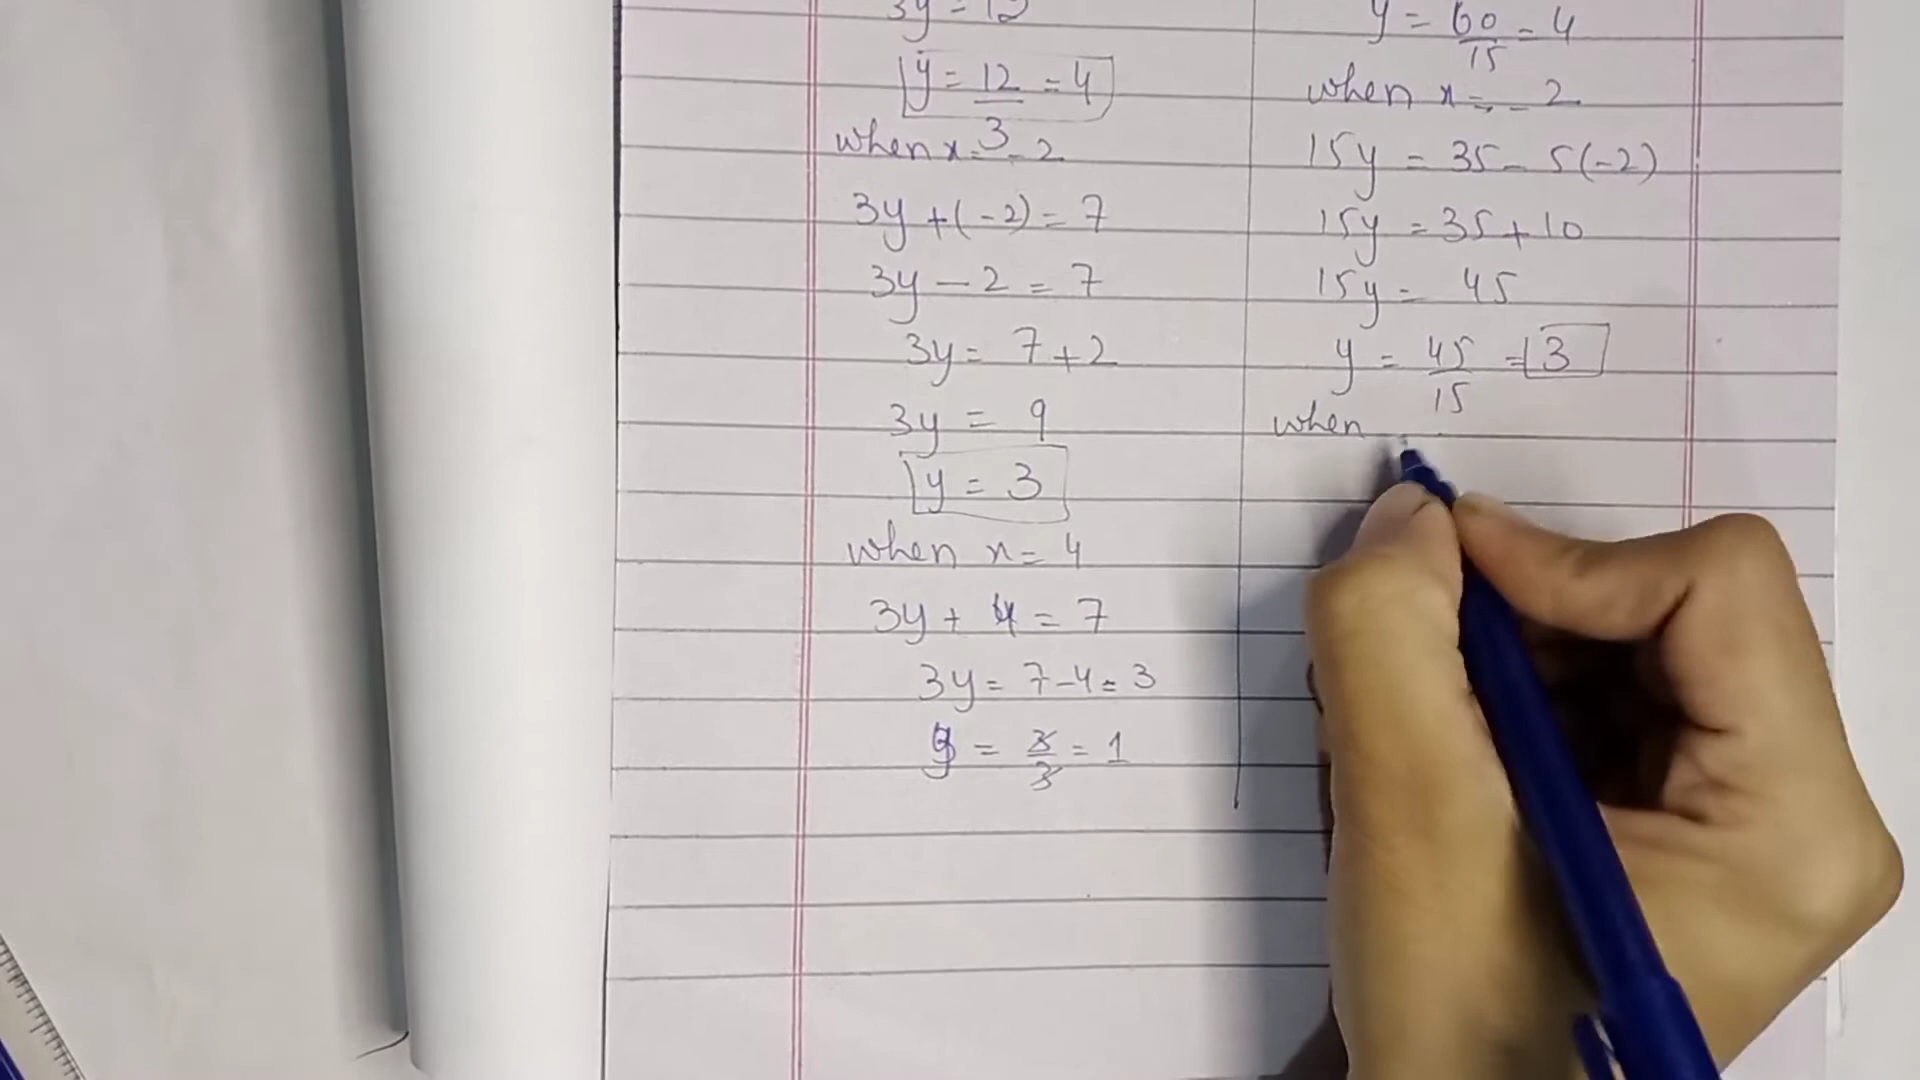 3y = 12
y = 12/3 = 4
when x = -2
3y + (-2) = 7
3y - 2 = 7
3y = 7 + 2
3y = 9
y = 3
when x = 4
3y + 4 = 7
3y = 7 - 4 = 3
y = 3/3 = 1
y = 60/15 = 4
when x = -2
15y = 35 - 5(-2)
15y = 35 + 10
15y = 45
y = 45/15 = 3
when